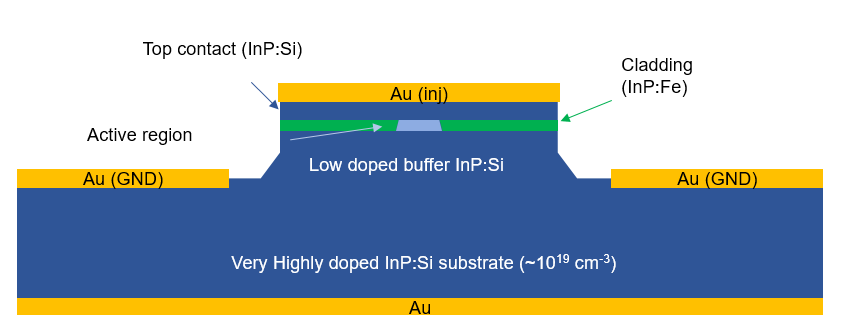 Top contact (InP:Si)
Cladding
(InP:Fe)
Au (inj)
Active region
Low doped buffer InP:Si
Au (GND)
Au (GND)
Very Highly doped InP:Si substrate (~10¹⁹ cm⁻³)
Au